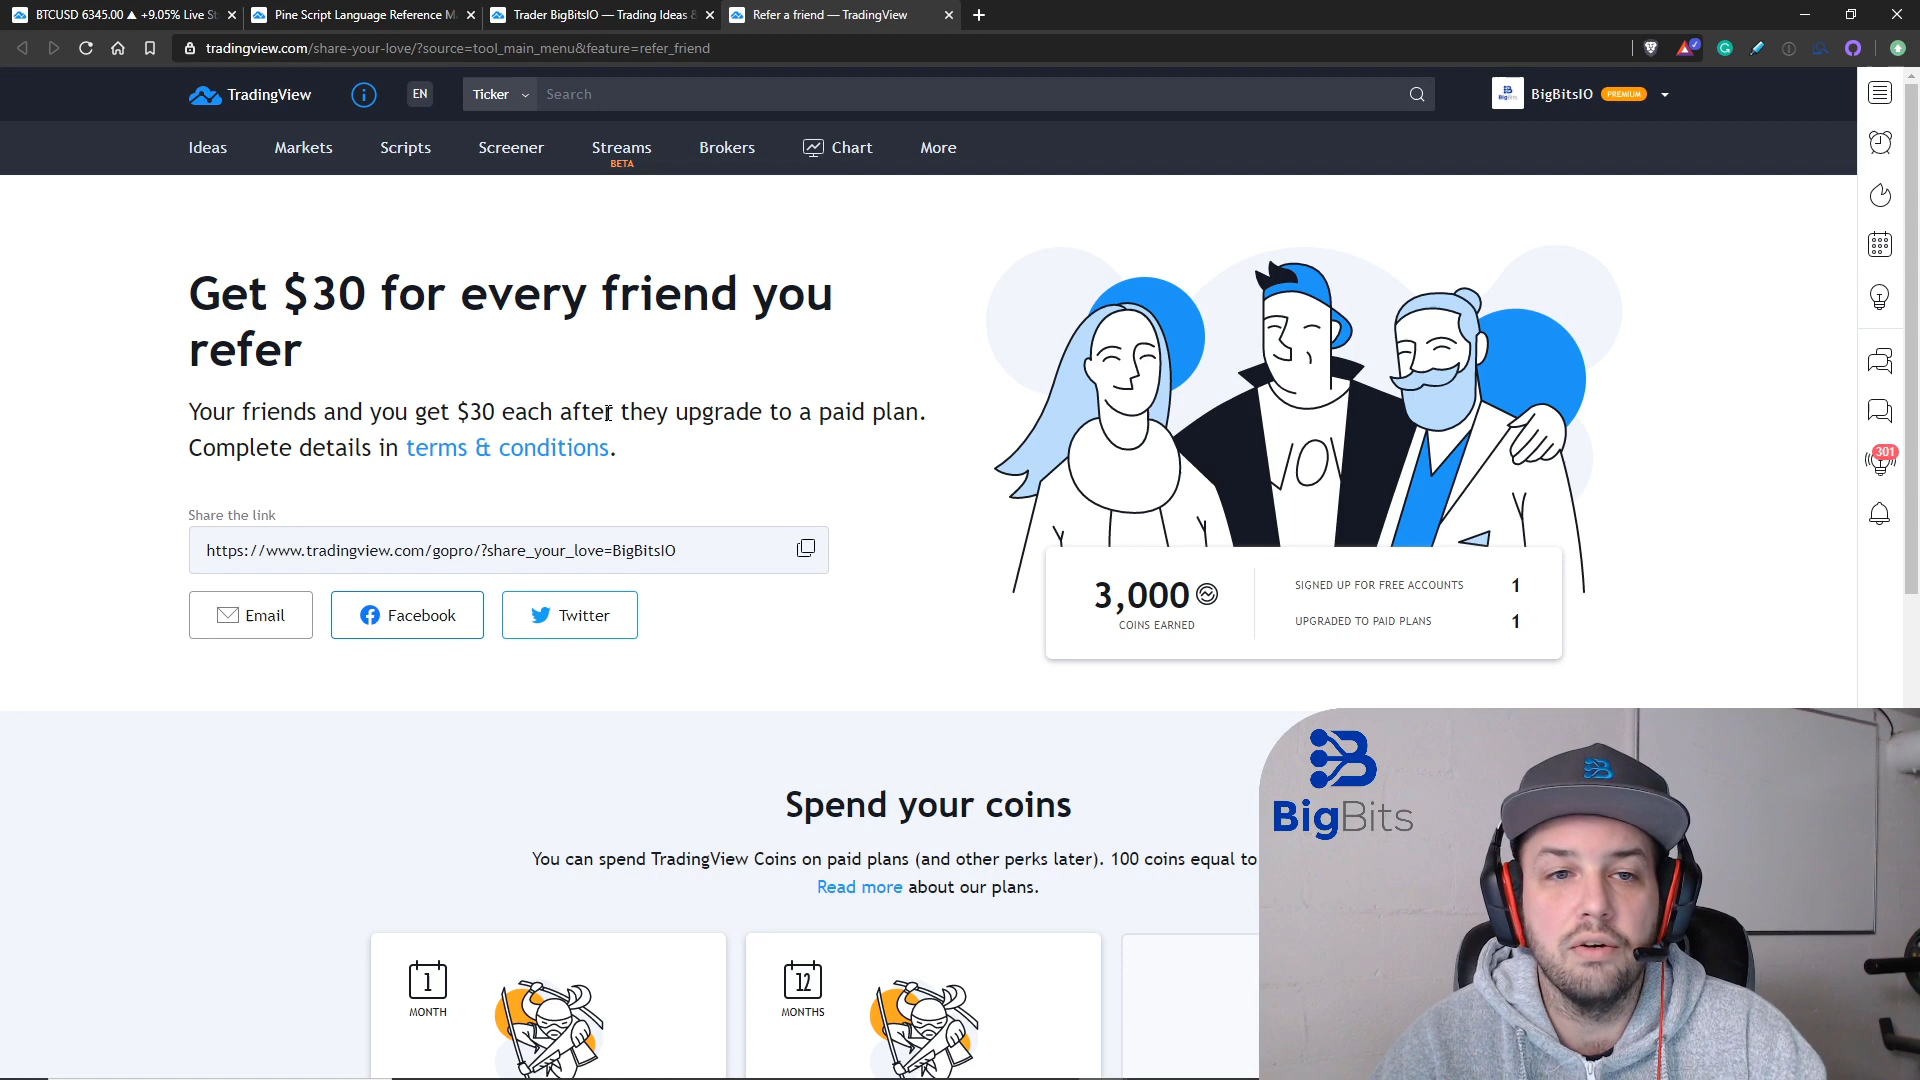 BTCUSD 6345.00 ▲ +9.05% Live St
Pine Script Language Reference M
Trader BigBitsIO — Trading Ideas &
Refer a friend — TradingView
tradingview.com/share-your-love/?source=tool_main_menu&feature=refer_friend
TradingView
EN
Ticker
Search
BigBits
BigBitsIO
PREMIUM
Ideas
Markets
Scripts
Screener
Streams
BETA
Brokers
Chart
More
Get $30 for every friend you
refer
Your friends and you get $30 each after they upgrade to a paid plan.
Complete details in terms & conditions.
Share the link
https://www.tradingview.com/gopro/?share_your_love=BigBitsIO
Email
Facebook
Twitter
3,000
COINS EARNED
SIGNED UP FOR FREE ACCOUNTS 1
UPGRADED TO PAID PLANS 1
301
Spend your coins
You can spend TradingView Coins on paid plans (and other perks later). 100 coins equal to
Read more about our plans.
1
MONTH
12
MONTHS
BigBits